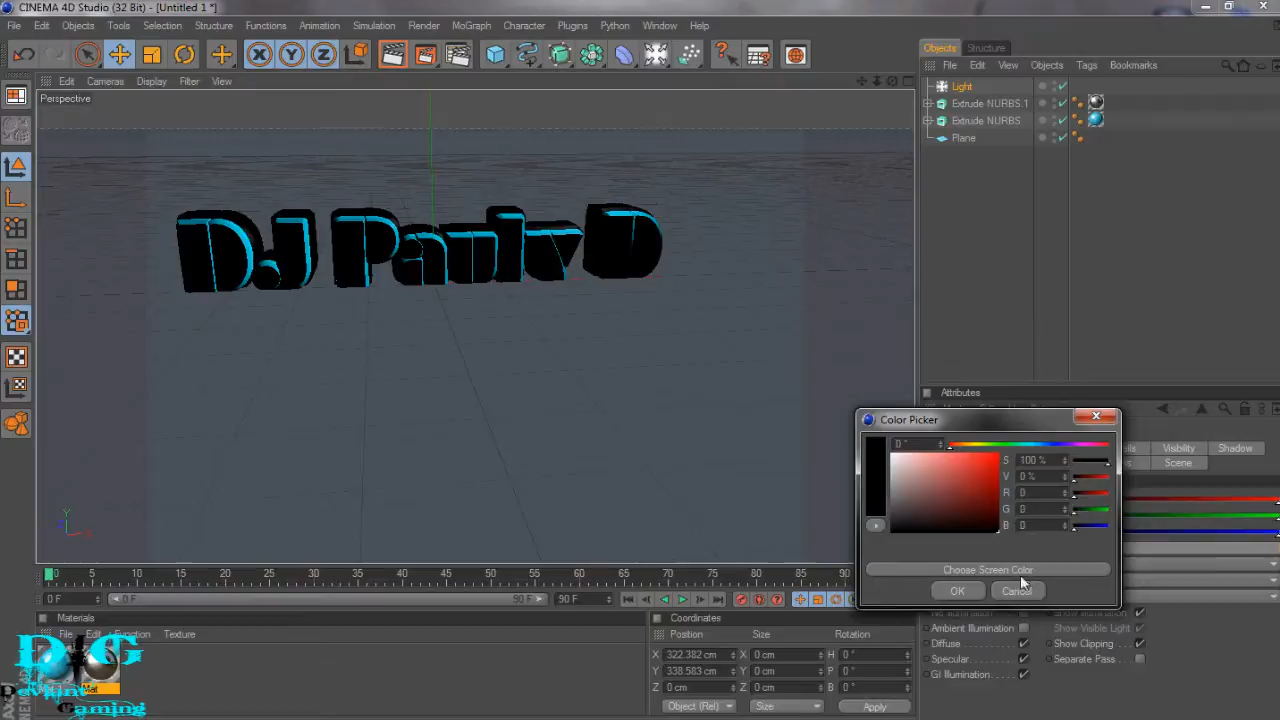 CINEMA 4D Studio (32 Bit) - [Untitled 1 *]
File Edit Objects Tools Selection Structure Functions Animation Simulation Render MoGraph Character Plugins Python Window Help
Objects Structure
Edit Cameras Display Filter View
File Edit View Objects Tags Bookmarks
Perspective
Light
Extrude NURBS.1
Extrude NURBS
Plane
DJ Pauly D
Attributes
Color Picker
0 °
S 100 %
V 0 %
R 0
G 0
B 0
Visibility Shadow
Scene
Choose Screen Color
OK Cancel
Ambient Illumination Show Visible Light
Diffuse Show Clipping
Specular Separate Pass
GI Illumination
0 5 10 15 20 25 30 35 40 45 50 55 60 65 70 75 80 85 90
0 F 0 F 90 F 90 F
Materials Coordinates
File Edit Function Texture
Position Size Rotation
X 322.382 cm X 0 cm H 0 °
Y 338.583 cm Y 0 cm P 0 °
Z 0 cm Z 0 cm B 0 °
Object (Rel) Size Apply
Mat
Gaming